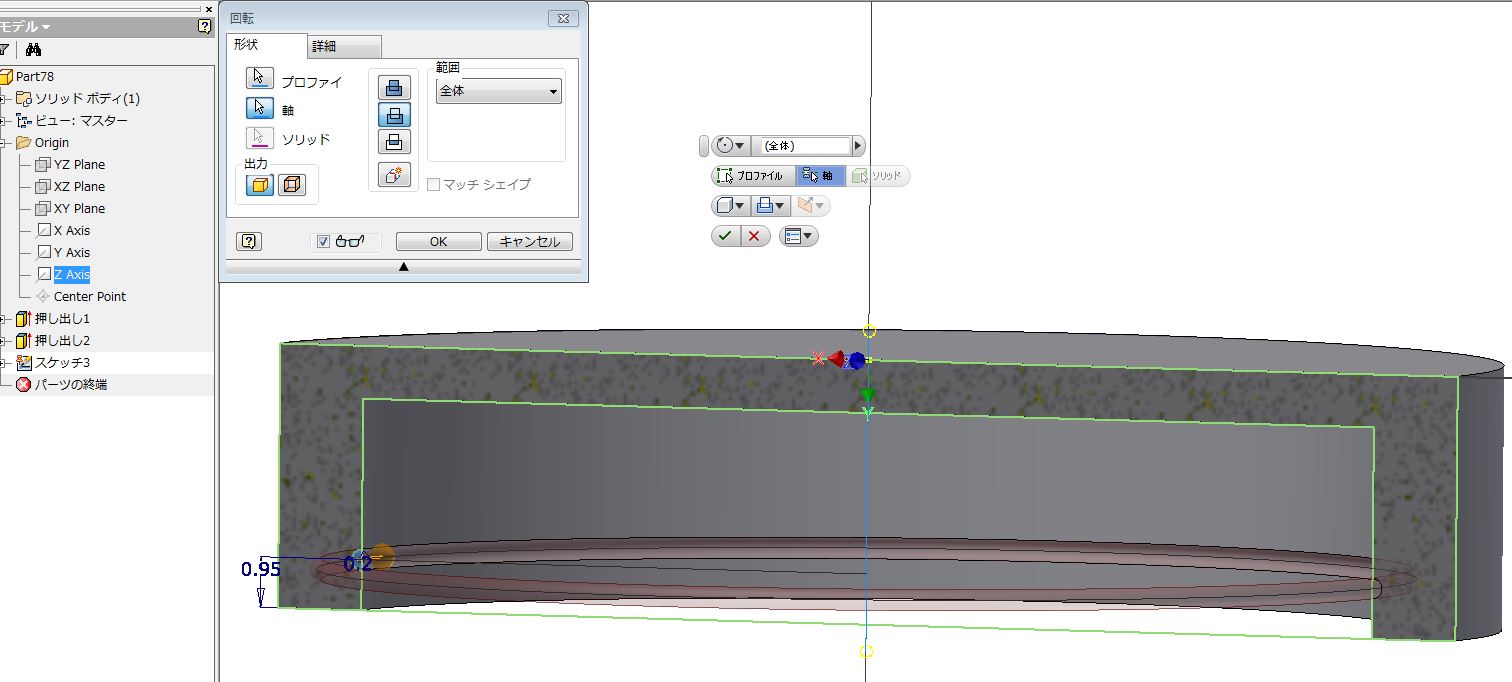 モデル
Part78
ソリッド ボディ(1)
ビュー: マスター
Origin
YZ Plane
XZ Plane
XY Plane
X Axis
Y Axis
Z Axis
Center Point
押し出し1
押し出し2
スケッチ3
パーツの終端
回転
形状
詳細
プロファイ
軸
ソリッド
出力
範囲
全体
マッチ シェイプ
OK
キャンセル
(全体)
プロファイル
軸
ソリッド
X
Z
Y
0.95
0.2